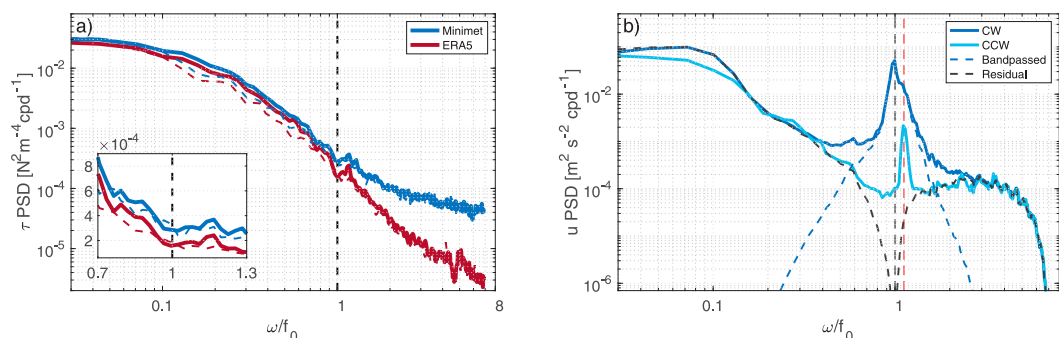 a)
Minimet
ERA5
10⁻²
10⁻³
10⁻⁴
10⁻⁵
τ PSD [N² m⁻⁴ cpd⁻¹]
×10⁻⁴
8
6
4
2
0.7
1
1.3
0.1
1
8
ω/f₀
b)
CW
CCW
Bandpassed
Residual
10⁰
10⁻²
10⁻⁴
10⁻⁶
u PSD [m² s⁻² cpd⁻¹]
0.1
1
8
ω/f₀